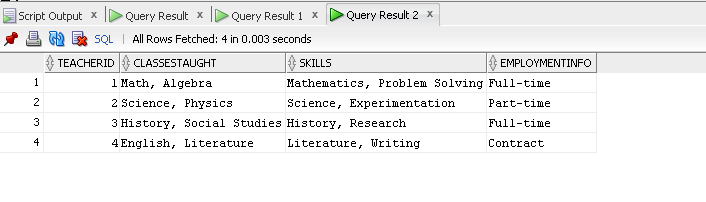 Script Output x Query Result x Query Result 1 x Query Result 2 x
SQL | All Rows Fetched: 4 in 0.003 seconds
TEACHERID CLASSESTAUGHT SKILLS EMPLOYMENTINFO
1 1 Math, Algebra Mathematics, Problem Solving Full-time
2 2 Science, Physics Science, Experimentation Part-time
3 3 History, Social Studies History, Research Full-time
4 4 English, Literature Literature, Writing Contract